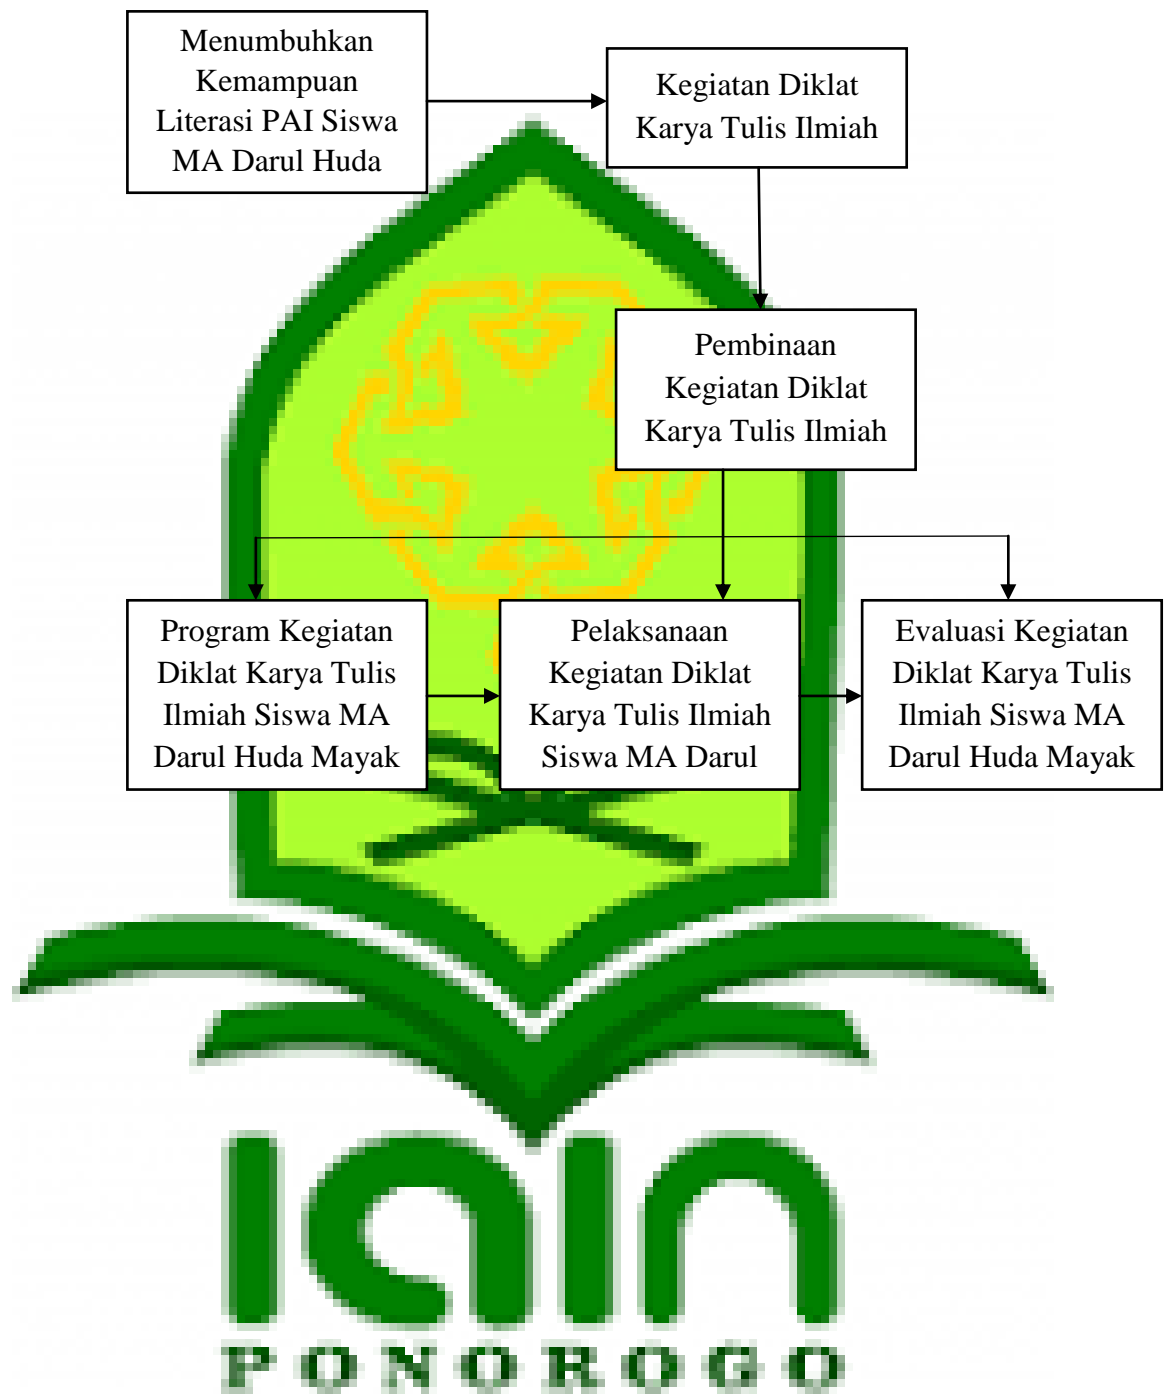 Menumbuhkan
Kemampuan
Literasi PAI Siswa
MA Darul Huda
Kegiatan Diklat
Karya Tulis Ilmiah
Pembinaan
Kegiatan Diklat
Karya Tulis Ilmiah
Program Kegiatan
Diklat Karya Tulis
Ilmiah Siswa MA
Darul Huda Mayak
Pelaksanaan
Kegiatan Diklat
Karya Tulis Ilmiah
Siswa MA Darul
Evaluasi Kegiatan
Diklat Karya Tulis
Ilmiah Siswa MA
Darul Huda Mayak
IAIN
PONOROGO